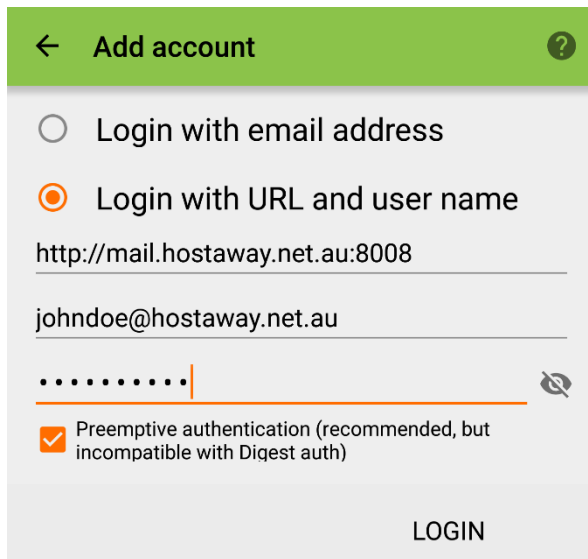 Add account
Login with email address
Login with URL and user name
http://mail.hostaway.net.au:8008
johndoe@hostaway.net.au
••••••••••
Preemptive authentication (recommended, but
incompatible with Digest auth)
LOGIN